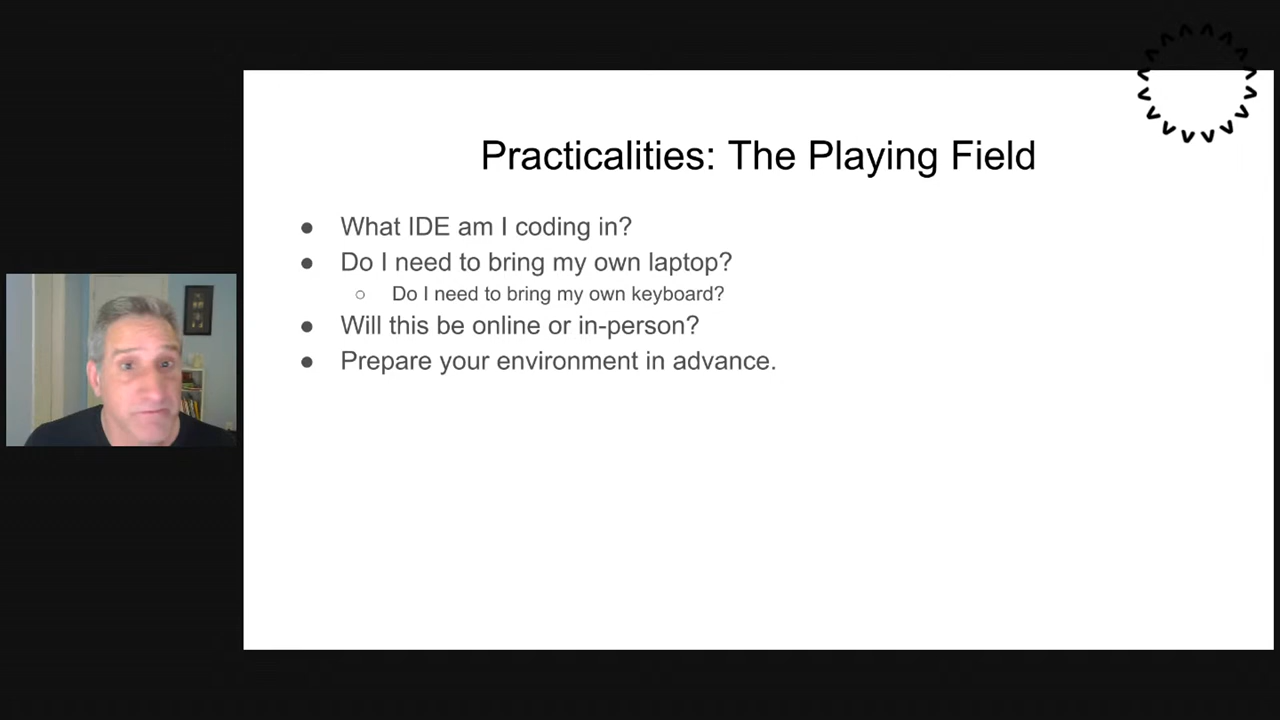 Practicalities: The Playing Field
● What IDE am I coding in?
● Do I need to bring my own laptop?
○ Do I need to bring my own keyboard?
● Will this be online or in-person?
● Prepare your environment in advance.